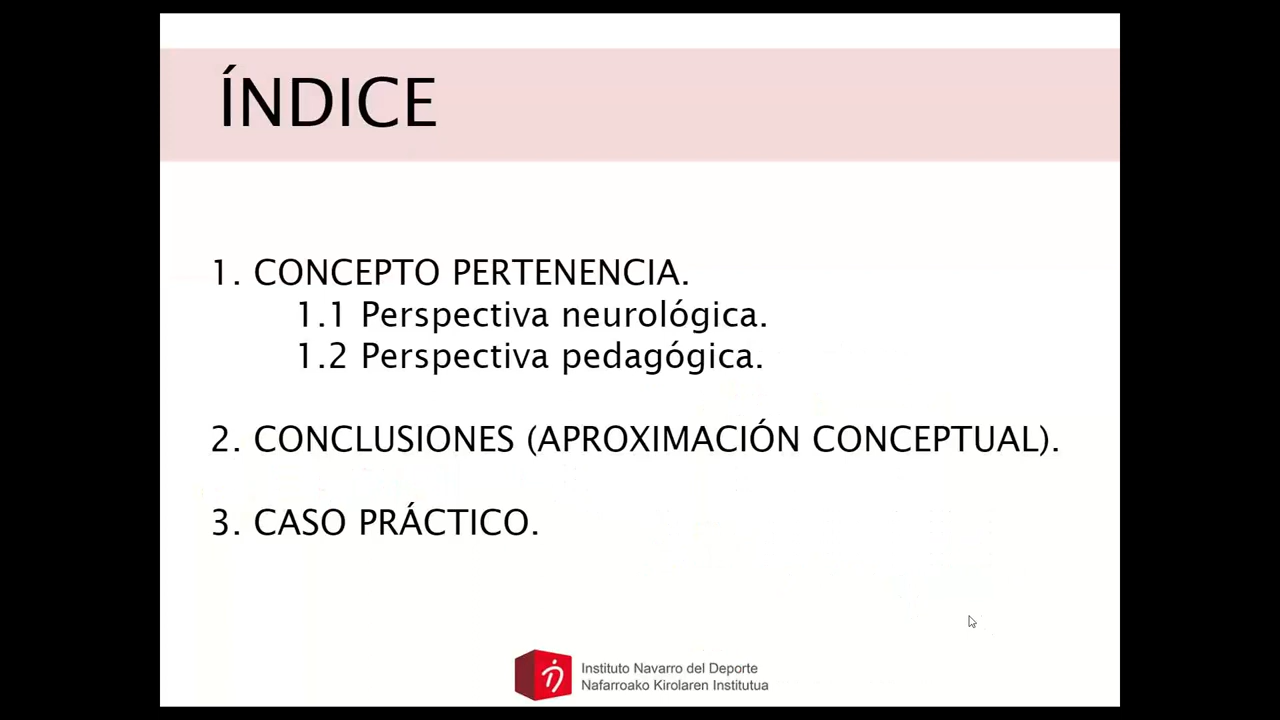 ÍNDICE
1. CONCEPTO PERTENENCIA.
1.1 Perspectiva neurológica.
1.2 Perspectiva pedagógica.
2. CONCLUSIONES (APROXIMACIÓN CONCEPTUAL).
3. CASO PRÁCTICO.
Instituto Navarro del Deporte
Nafarroako Kirolaren Institutua